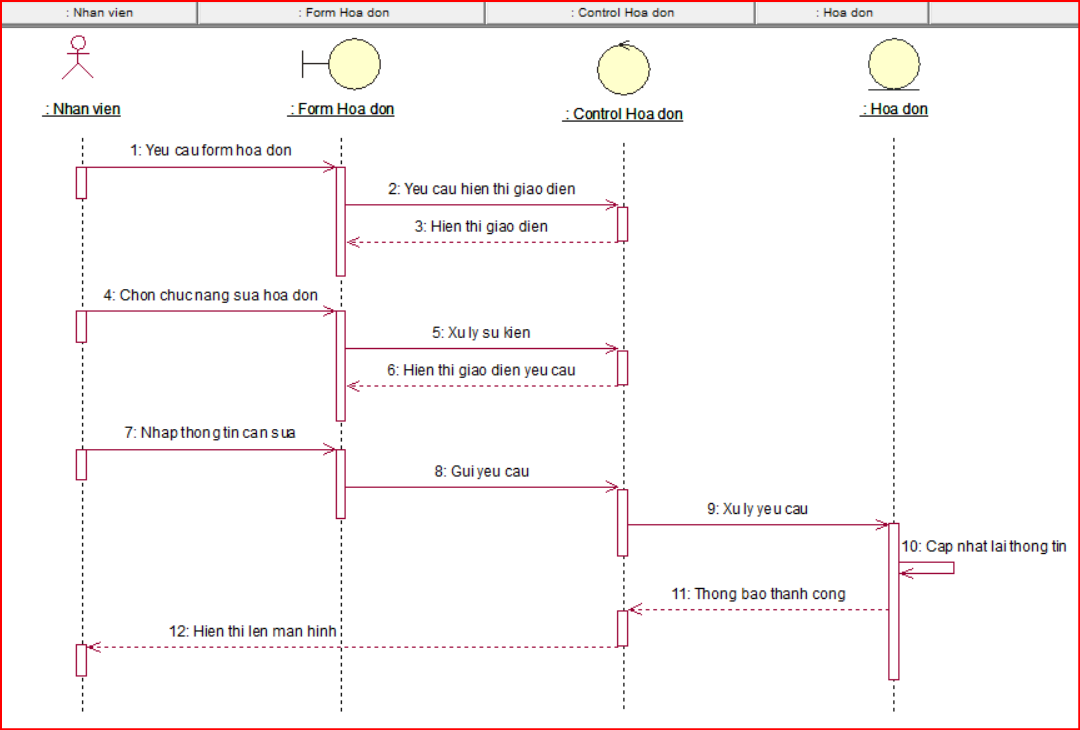 : Nhan vien
: Form Hoa don
: Control Hoa don
: Hoa don
: Nhan vien
: Form Hoa don
: Control Hoa don
: Hoa don
1: Yeu cau form hoa don
2: Yeu cau hien thi giao dien
3: Hien thi giao dien
4: Chon chuc nang sua hoa don
5: Xu ly su kien
6: Hien thi giao dien yeu cau
7: Nhap thong tin can sua
8: Gui yeu cau
9: Xu ly yeu cau
10: Cap nhat lai thong tin
11: Thong bao thanh cong
12: Hien thi len man hinh